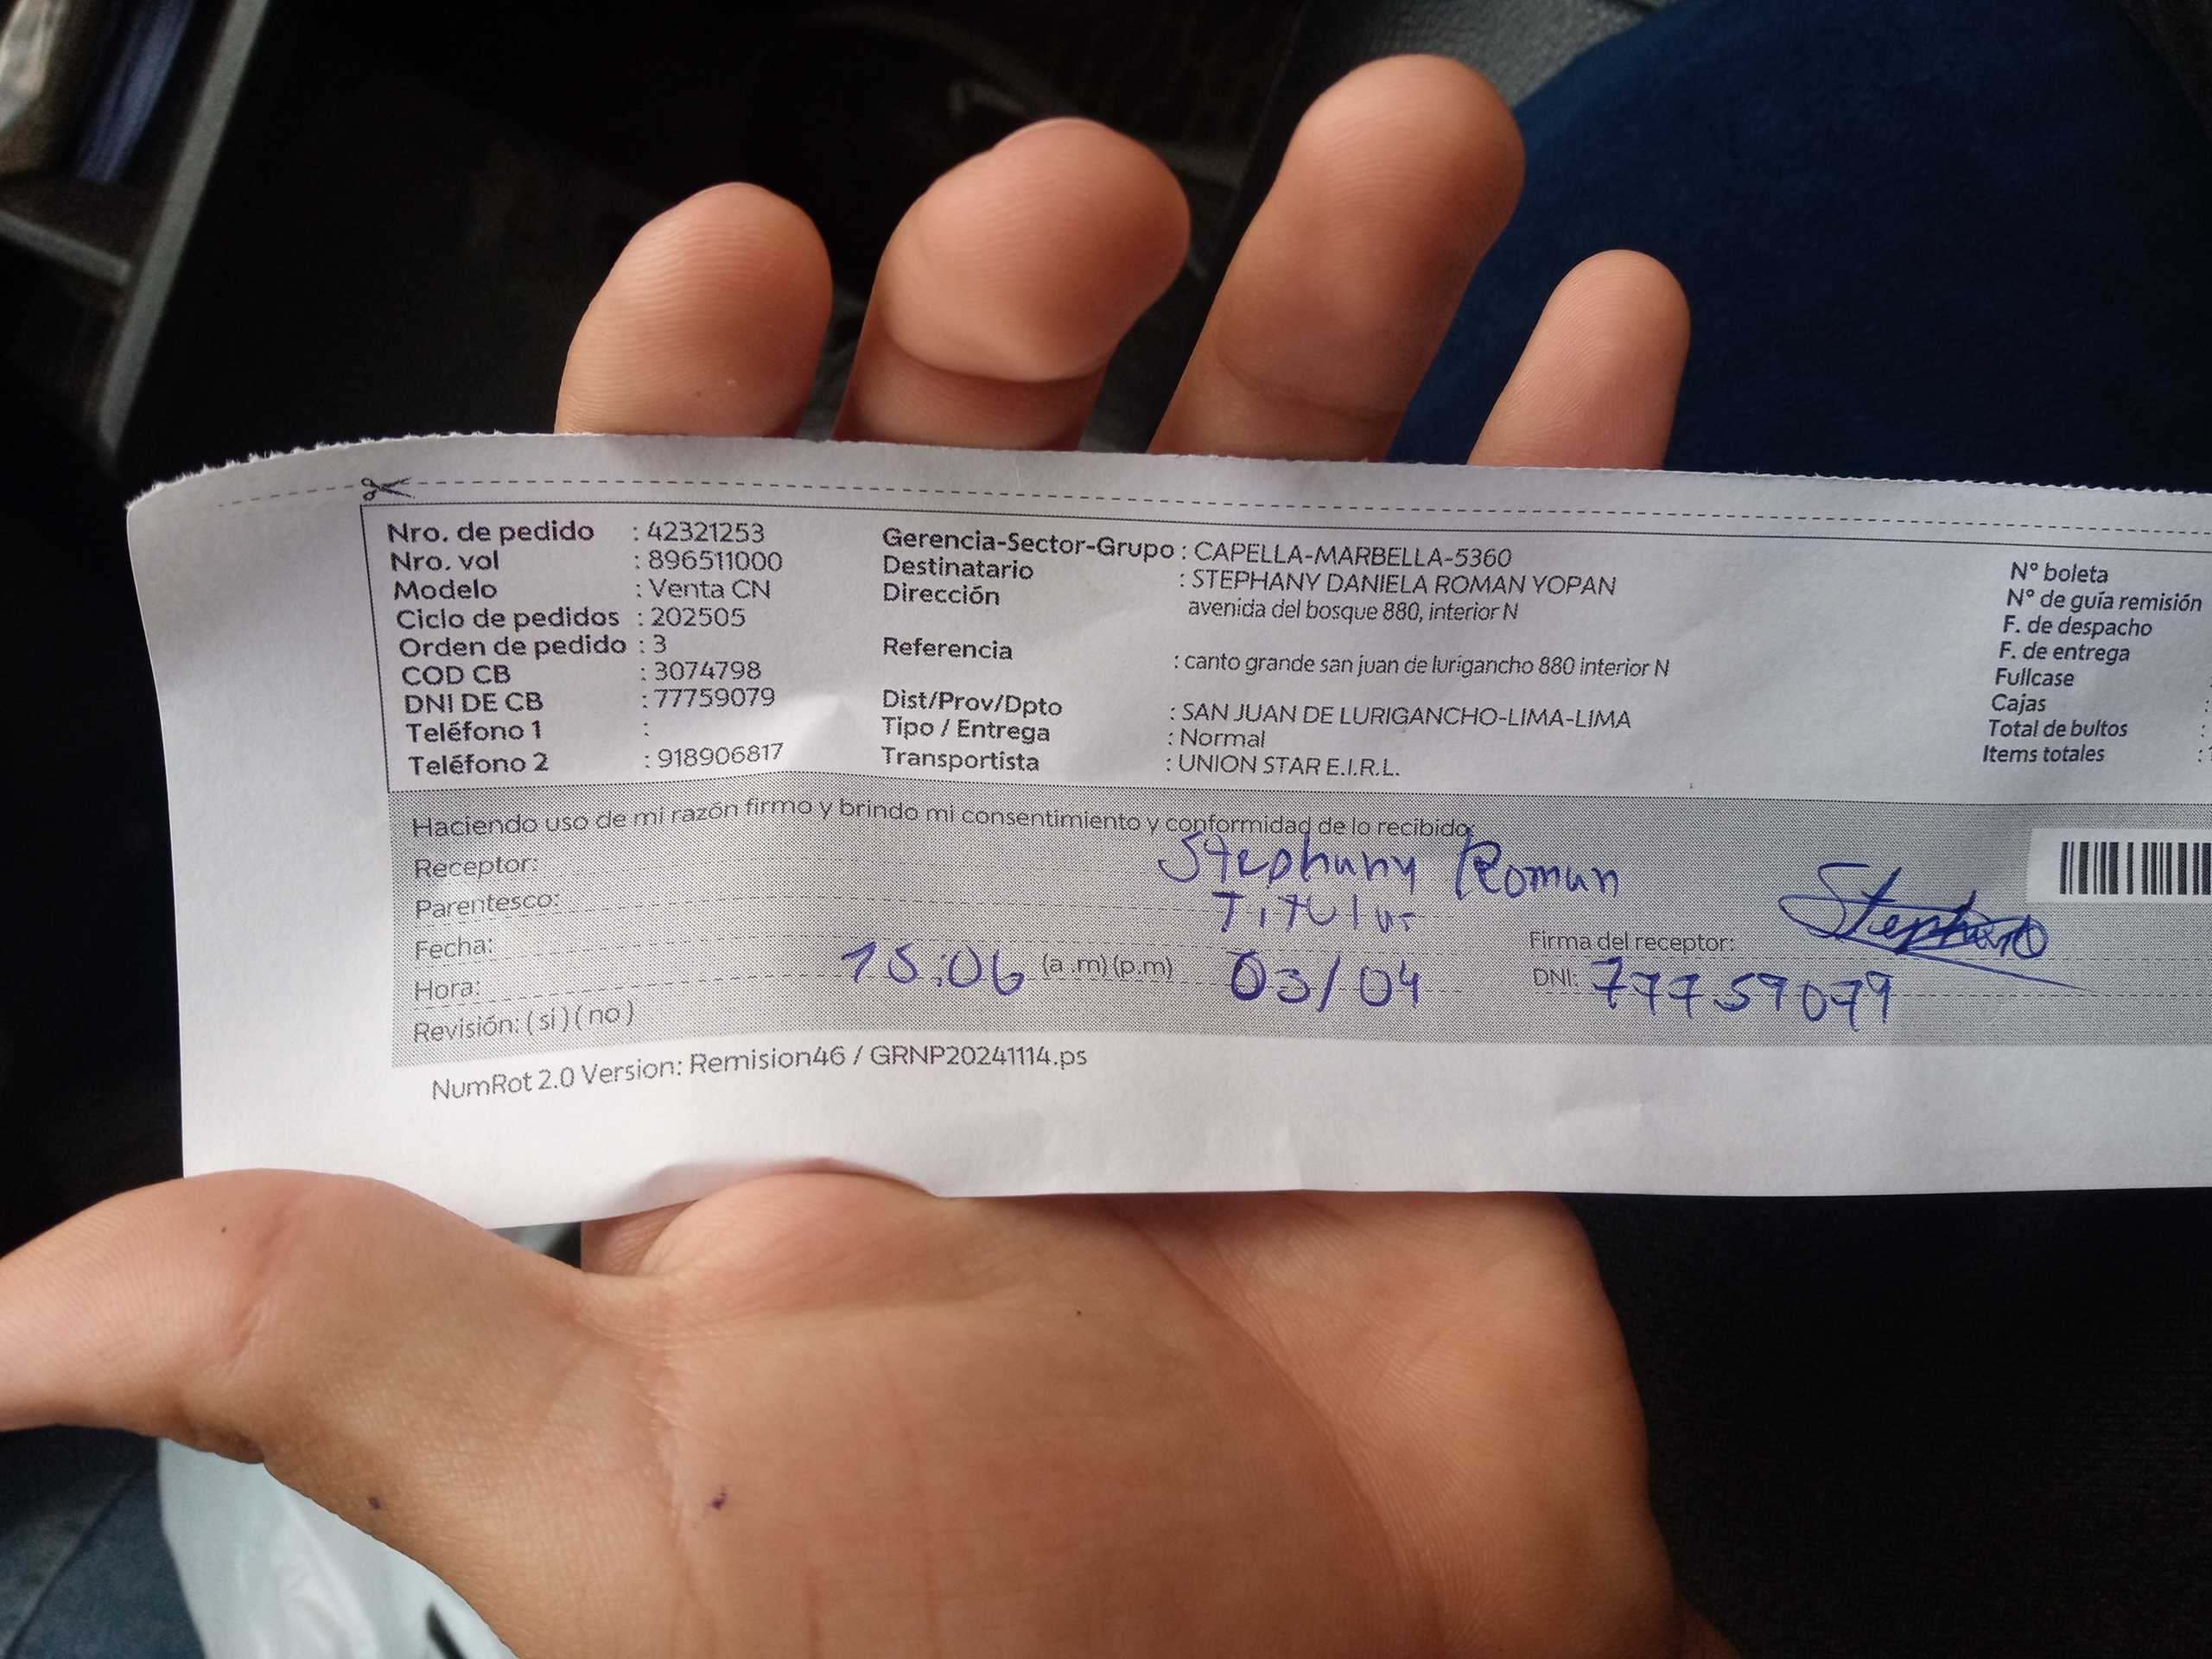 Nro. de pedido : 42321253
Nro. vol : 896511000
Modelo : Venta CN
Ciclo de pedidos : 202505
Orden de pedido : 3
COD CB : 3074798
DNI DE CB : 77759079
Teléfono 1 :
Teléfono 2 : 918906817
Gerencia-Sector-Grupo : CAPELLA-MARBELLA-5360
Destinatario : STEPHANY DANIELA ROMAN YOPAN
Dirección avenida del bosque 880, interior N
Referencia : canto grande san juan de lurigancho 880 interior N
Dist/Prov/Dpto : SAN JUAN DE LURIGANCHO-LIMA-LIMA
Tipo / Entrega : Normal
Transportista : UNION STAR E.I.R.L.
N° boleta
N° de guía remisión
F. de despacho
F. de entrega
Fullcase :
Cajas :
Total de bultos :
Items totales :
Haciendo uso de mi razón firmo y brindo mi consentimiento y conformidad de lo recibido:
Receptor: Stephany Roman
Parentesco: Titular
Fecha:
Hora: 15:06 (a .m) (p.m) 03/04
Revisión: ( si ) ( no )
Firma del receptor: Stephany
DNI: 77759079
NumRot 2.0 Version: Remision46 / GRNP20241114.ps